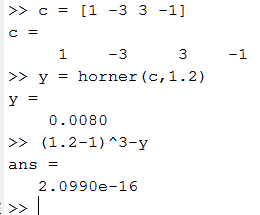 >> c = [1 -3 3 -1]
c =
1 -3 3 -1
>> y = horner(c,1.2)
y =
0.0080
>> (1.2-1)^3-y
ans =
2.0990e-16
>>